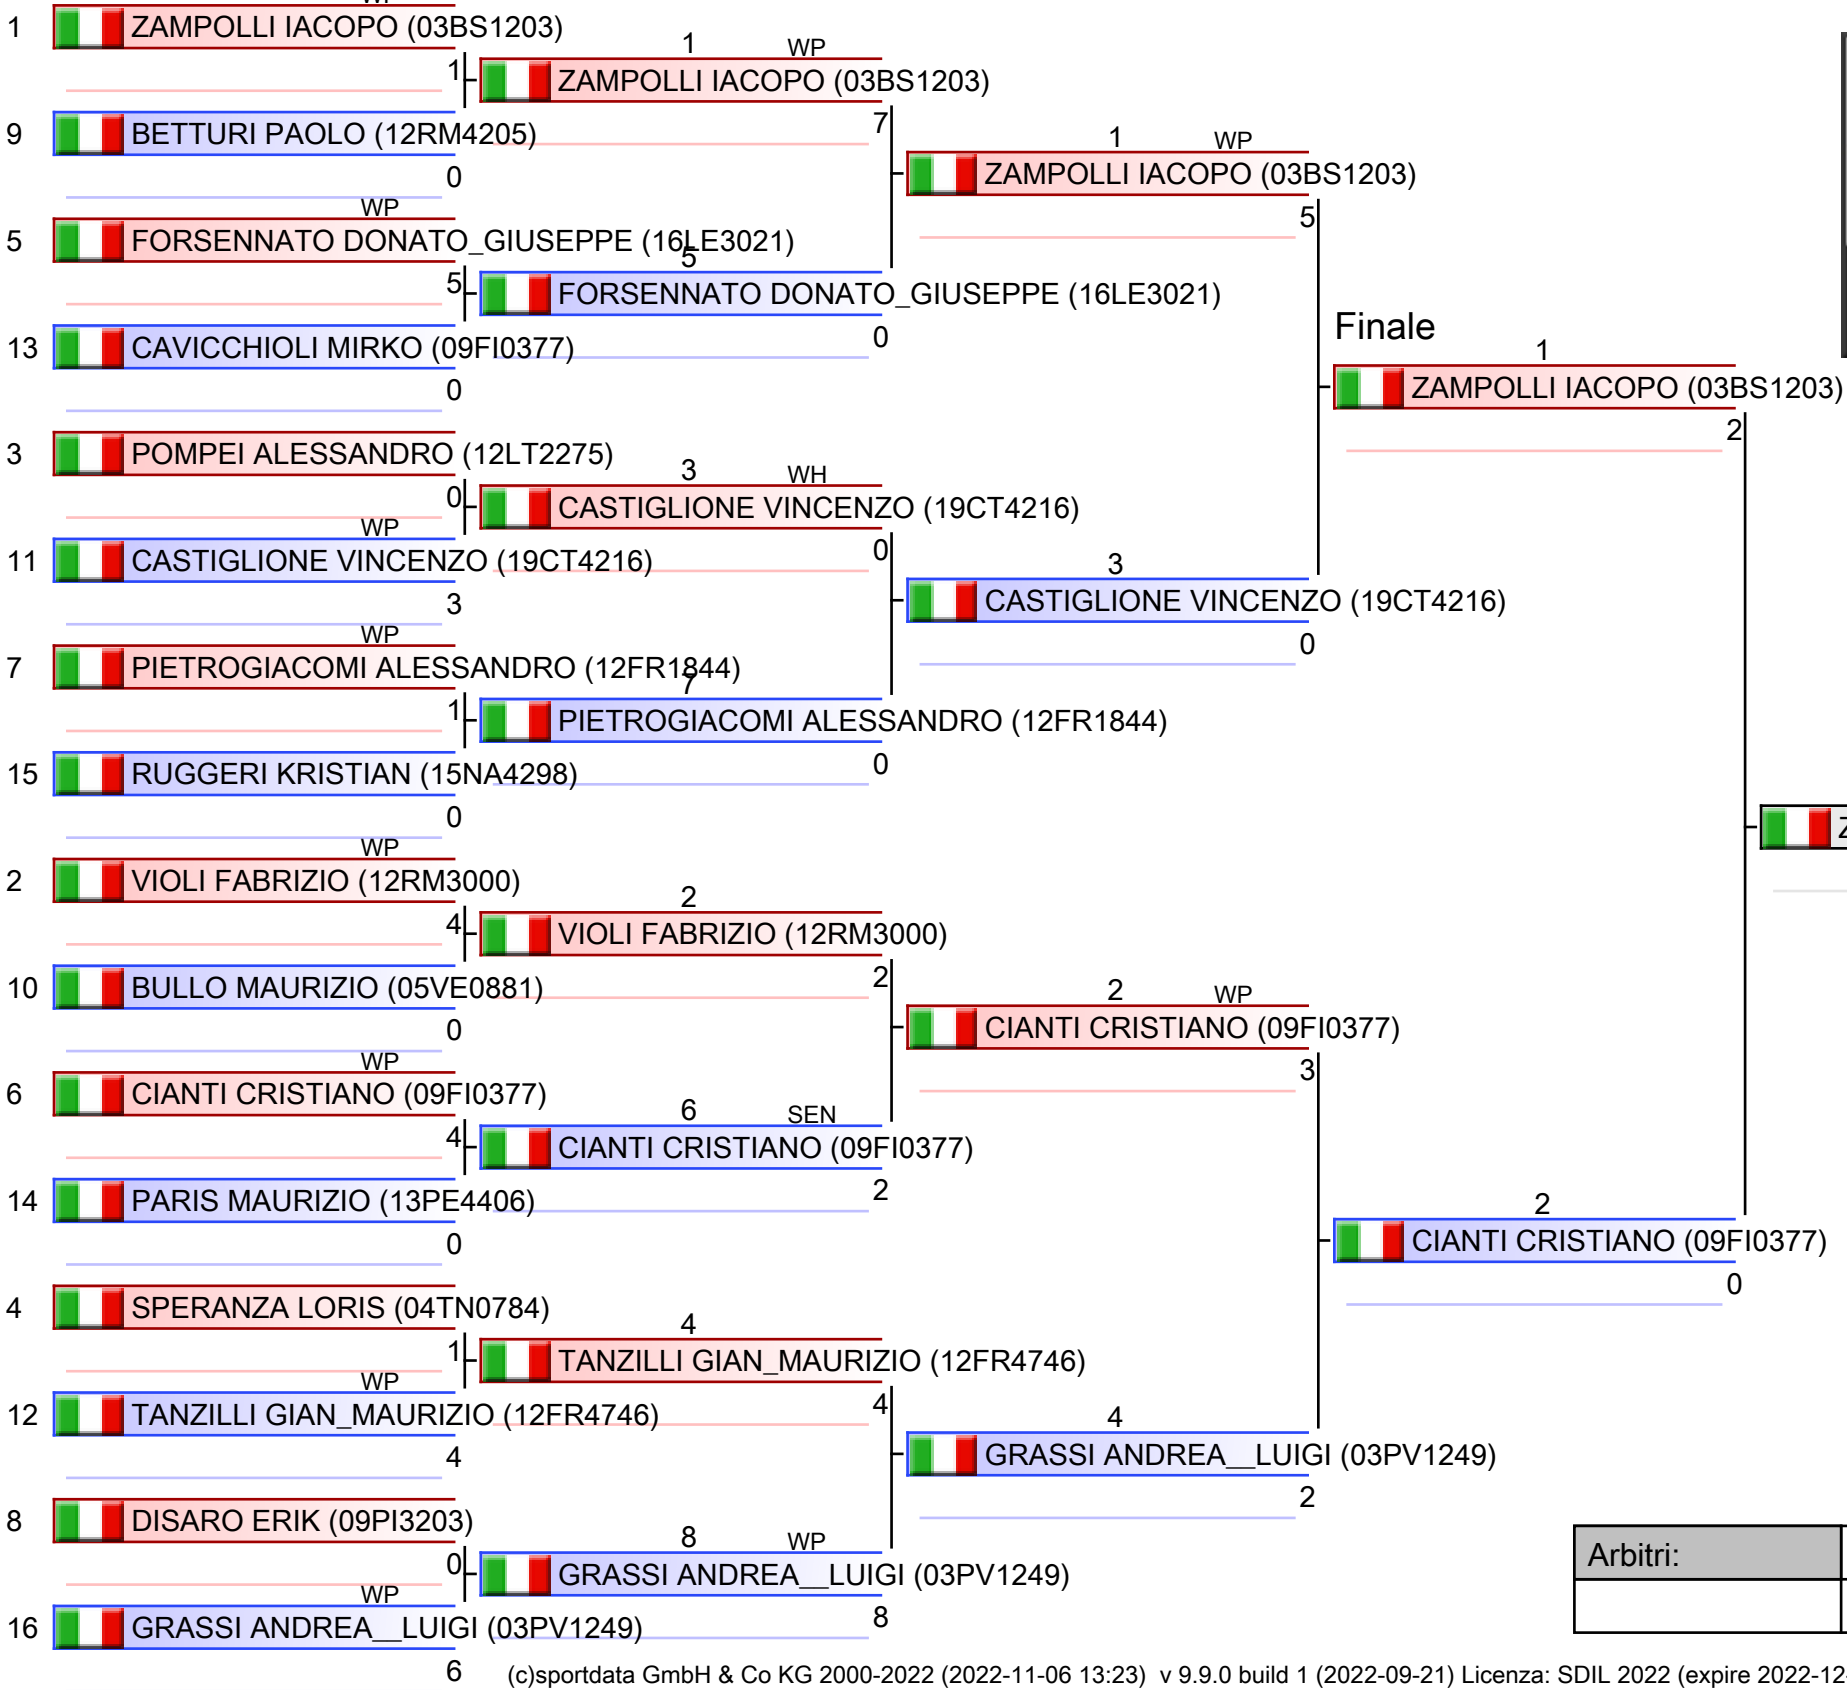 WP
1 ZAMPOLLI IACOPO (03BS1203)
1
9 BETTURI PAOLO (12RM4205)
0
WP
5 FORSENNATO DONATO_GIUSEPPE (16LE3021)
5
13 CAVICCHIOLI MIRKO (09FI0377)
0
3 POMPEI ALESSANDRO (12LT2275)
0
WP
11 CASTIGLIONE VINCENZO (19CT4216)
3
WP
7 PIETROGIACOMI ALESSANDRO (12FR1844)
1
15 RUGGERI KRISTIAN (15NA4298)
0
WP
2 VIOLI FABRIZIO (12RM3000)
4
10 BULLO MAURIZIO (05VE0881)
0
WP
6 CIANTI CRISTIANO (09FI0377)
4
14 PARIS MAURIZIO (13PE4406)
0
4 SPERANZA LORIS (04TN0784)
1
WP
12 TANZILLI GIAN_MAURIZIO (12FR4746)
4
8 DISARO ERIK (09PI3203)
0
WP
16 GRASSI ANDREA__LUIGI (03PV1249)
6
1 WP
ZAMPOLLI IACOPO (03BS1203)
7
5
FORSENNATO DONATO_GIUSEPPE (16LE3021)
0
3 WH
CASTIGLIONE VINCENZO (19CT4216)
0
7
PIETROGIACOMI ALESSANDRO (12FR1844)
0
2
VIOLI FABRIZIO (12RM3000)
2
6 SEN
CIANTI CRISTIANO (09FI0377)
2
4
TANZILLI GIAN_MAURIZIO (12FR4746)
4
8 WP
GRASSI ANDREA__LUIGI (03PV1249)
8
1 WP
ZAMPOLLI IACOPO (03BS1203)
5
3
CASTIGLIONE VINCENZO (19CT4216)
0
2 WP
CIANTI CRISTIANO (09FI0377)
3
4
GRASSI ANDREA__LUIGI (03PV1249)
2
Finale
1
ZAMPOLLI IACOPO (03BS1203)
2
2
CIANTI CRISTIANO (09FI0377)
0
Z
Arbitri:
(c)sportdata GmbH & Co KG 2000-2022 (2022-11-06 13:23) v 9.9.0 build 1 (2022-09-21) Licenza: SDIL 2022 (expire 2022-12-